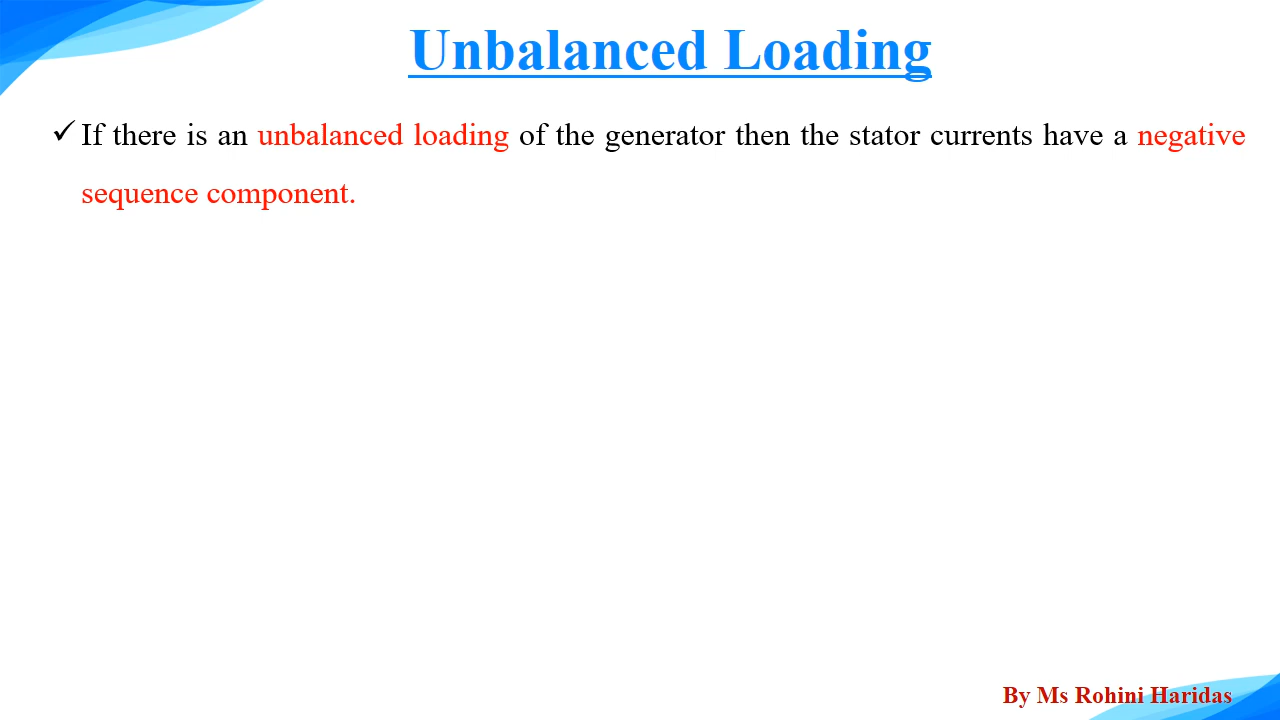 Unbalanced Loading
✓ If there is an unbalanced loading of the generator then the stator currents have a negative
sequence component.
By Ms Rohini Haridas